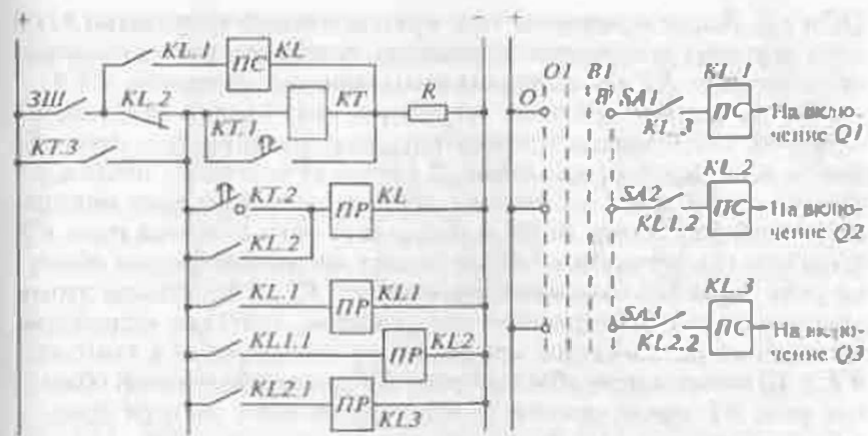 + − +
KL.1 ПС KL
ЗШ KL.2 KT R
KT.1
KT.3
KT.2 ПР KL
KL.2
KL.1 ПР KL1
KL1.1 ПР KL2
KL2.1 ПР KL3
O1 B1
O B SA1 KL.3 KL.1 ПС На вклю-
чение Q1
SA2 KL1.2 KL.2 ПС На вклю-
чение Q2
SA3 KL2.2 KL.3 ПС На вклю-
чение Q3